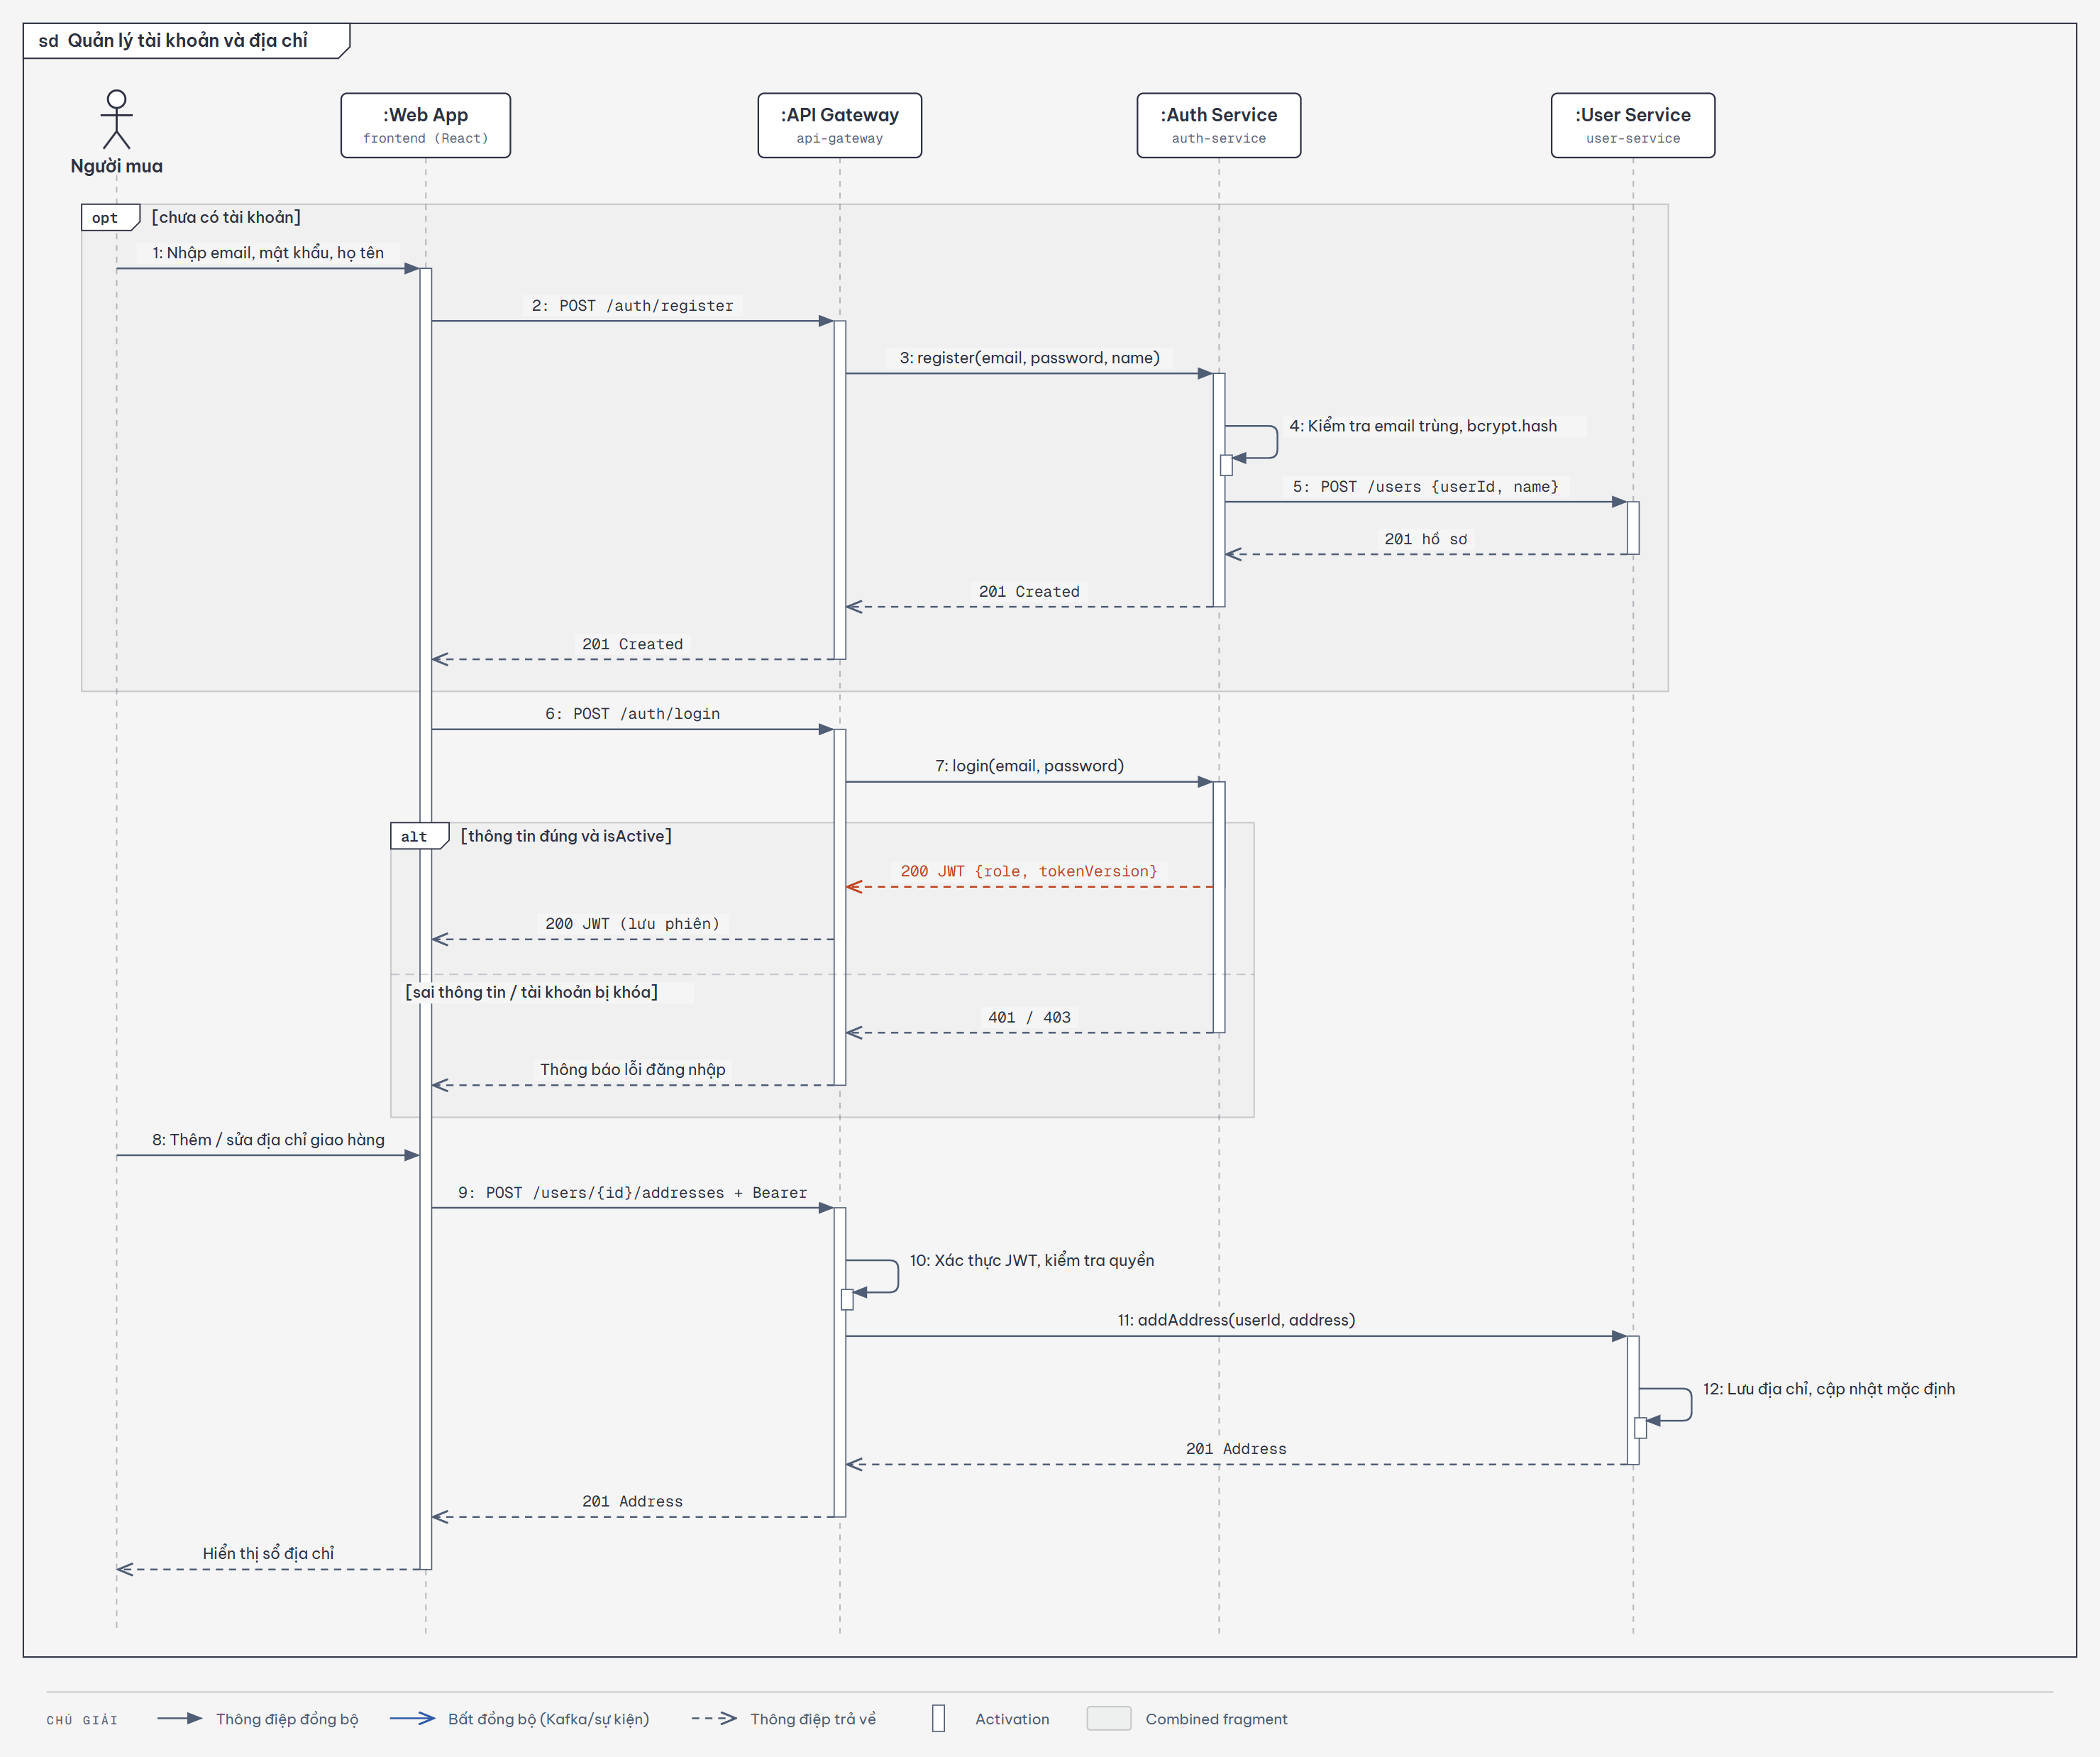 sd Quản lý tài khoản và địa chỉ
Người mua
:Web App
frontend (React)
:API Gateway
api-gateway
:Auth Service
auth-service
:User Service
user-service
opt [chưa có tài khoản]
1: Nhập email, mật khẩu, họ tên
2: POST /auth/register
3: register(email, password, name)
4: Kiểm tra email trùng, bcrypt.hash
5: POST /users {userId, name}
201 hồ sơ
201 Created
201 Created
6: POST /auth/login
7: login(email, password)
alt [thông tin đúng và isActive]
200 JWT {role, tokenVersion}
200 JWT (lưu phiên)
[sai thông tin / tài khoản bị khóa]
401 / 403
Thông báo lỗi đăng nhập
8: Thêm / sửa địa chỉ giao hàng
9: POST /users/{id}/addresses + Bearer
10: Xác thực JWT, kiểm tra quyền
11: addAddress(userId, address)
12: Lưu địa chỉ, cập nhật mặc định
201 Address
201 Address
Hiển thị sổ địa chỉ
CHÚ GIẢI
Thông điệp đồng bộ
Bất đồng bộ (Kafka/sự kiện)
Thông điệp trả về
Activation
Combined fragment